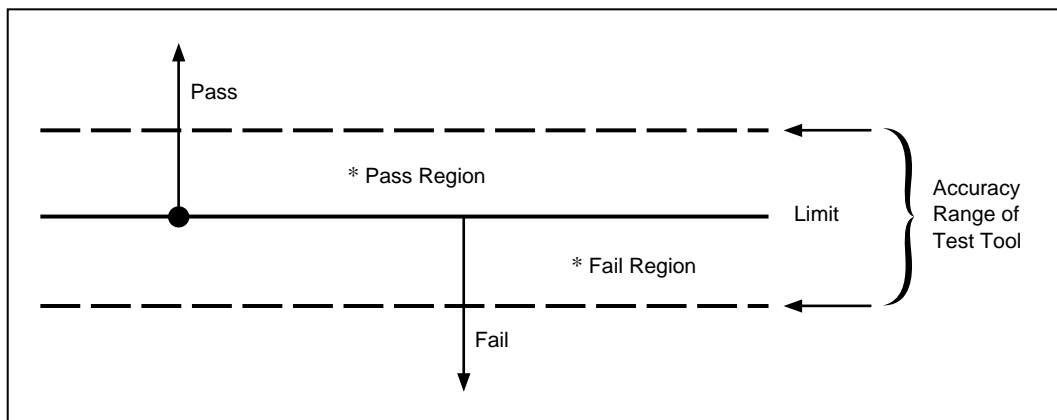 Pass
* Pass Region
Limit
Accuracy
Range of
Test Tool
* Fail Region
Fail